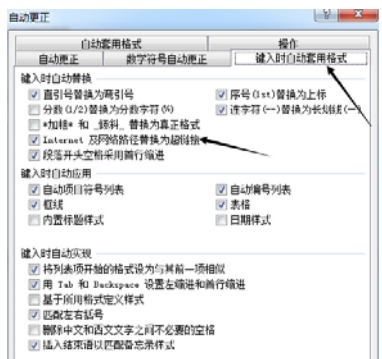 自动更正
自动套用格式 操作
自动更正 数学符号自动更正 键入时自动套用格式
键入时自动替换
直引号替换为弯引号 序号(1st)替换为上标
分数(1/2)替换为分数字符(½) 连字符(--)替换为长划线(—)
*加粗* 和 _倾斜_ 替换为真正格式
Internet 及网络路径替换为超链接
段落开头空格采用首行缩进
键入时自动应用
自动项目符号列表 自动编号列表
框线 表格
内置标题样式 日期样式
键入时自动实现
将列表项开始的格式设为与其前一项相似
用 Tab 和 Backspace 设置左缩进和首行缩进
基于所用格式定义样式
匹配左右括号
删除中文和西文文字之间不必要的空格
插入结束语以匹配备忘录样式